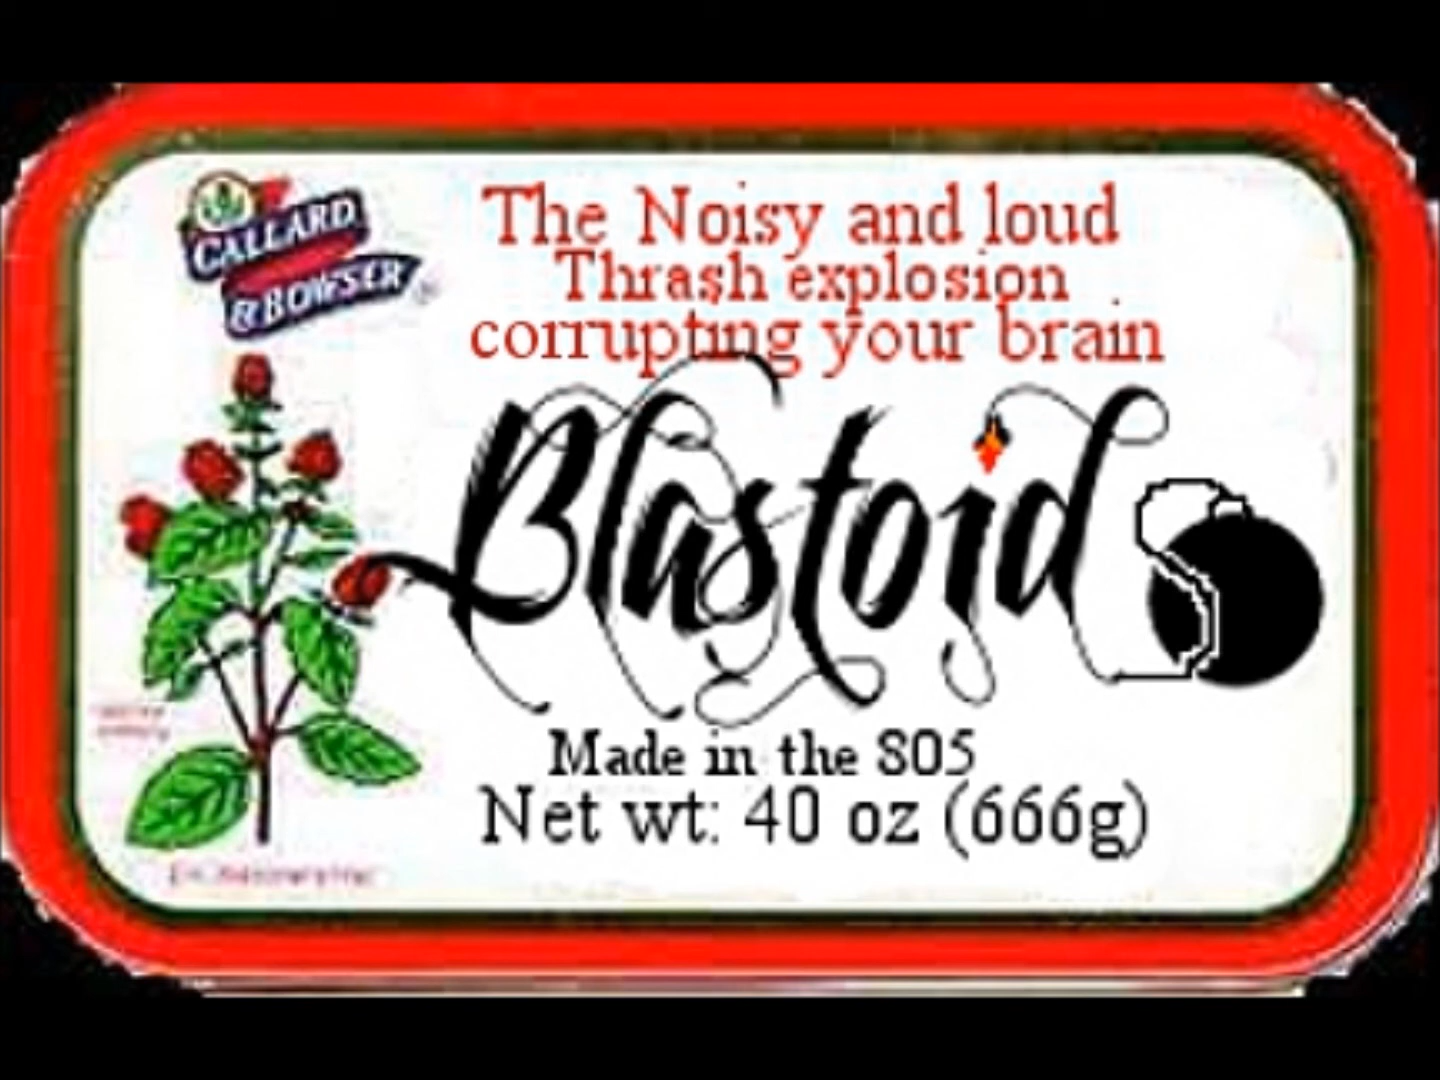 CALLARD
& BOWSER ®
The Noisy and loud
Thrash explosion
corrupting your brain
Blastoid
Made in the 805
Net wt: 40 oz (666g)